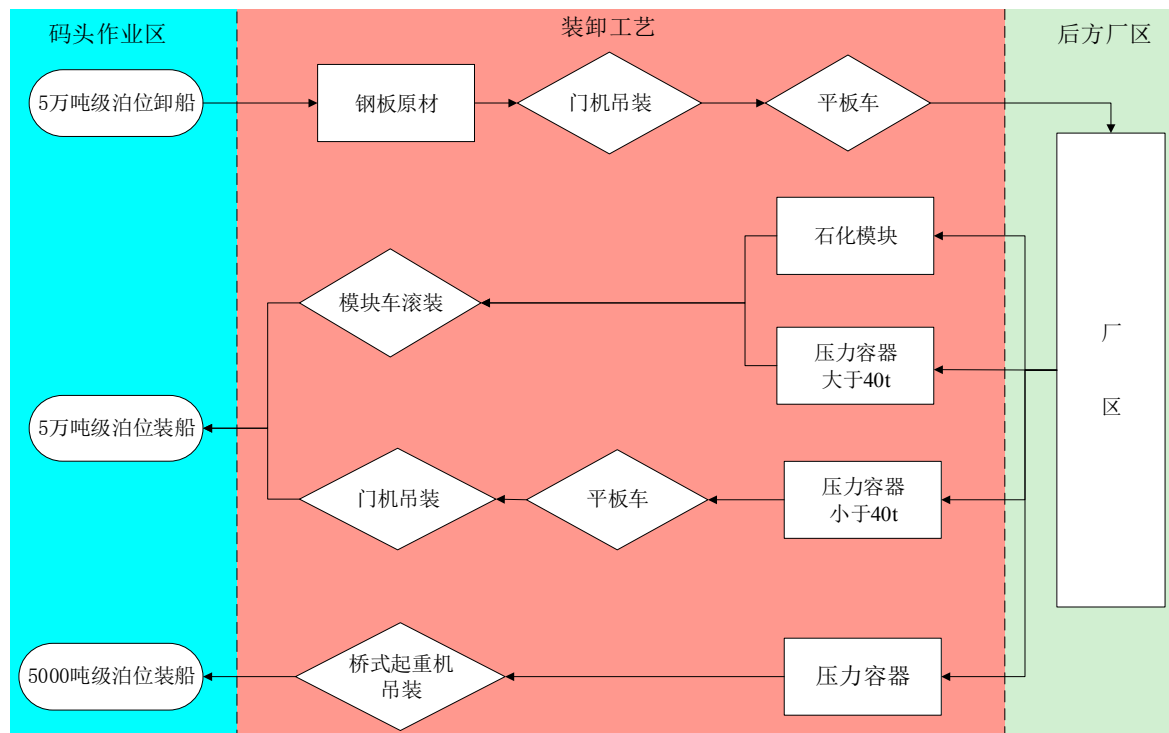 码头作业区
装卸工艺
后方厂区
5万吨级泊位卸船
钢板原材
门机吊装
平板车
石化模块
模块车滚装
压力容器
大于40t
厂
区
5万吨级泊位装船
门机吊装
平板车
压力容器
小于40t
5000吨级泊位装船
桥式起重机
吊装
压力容器